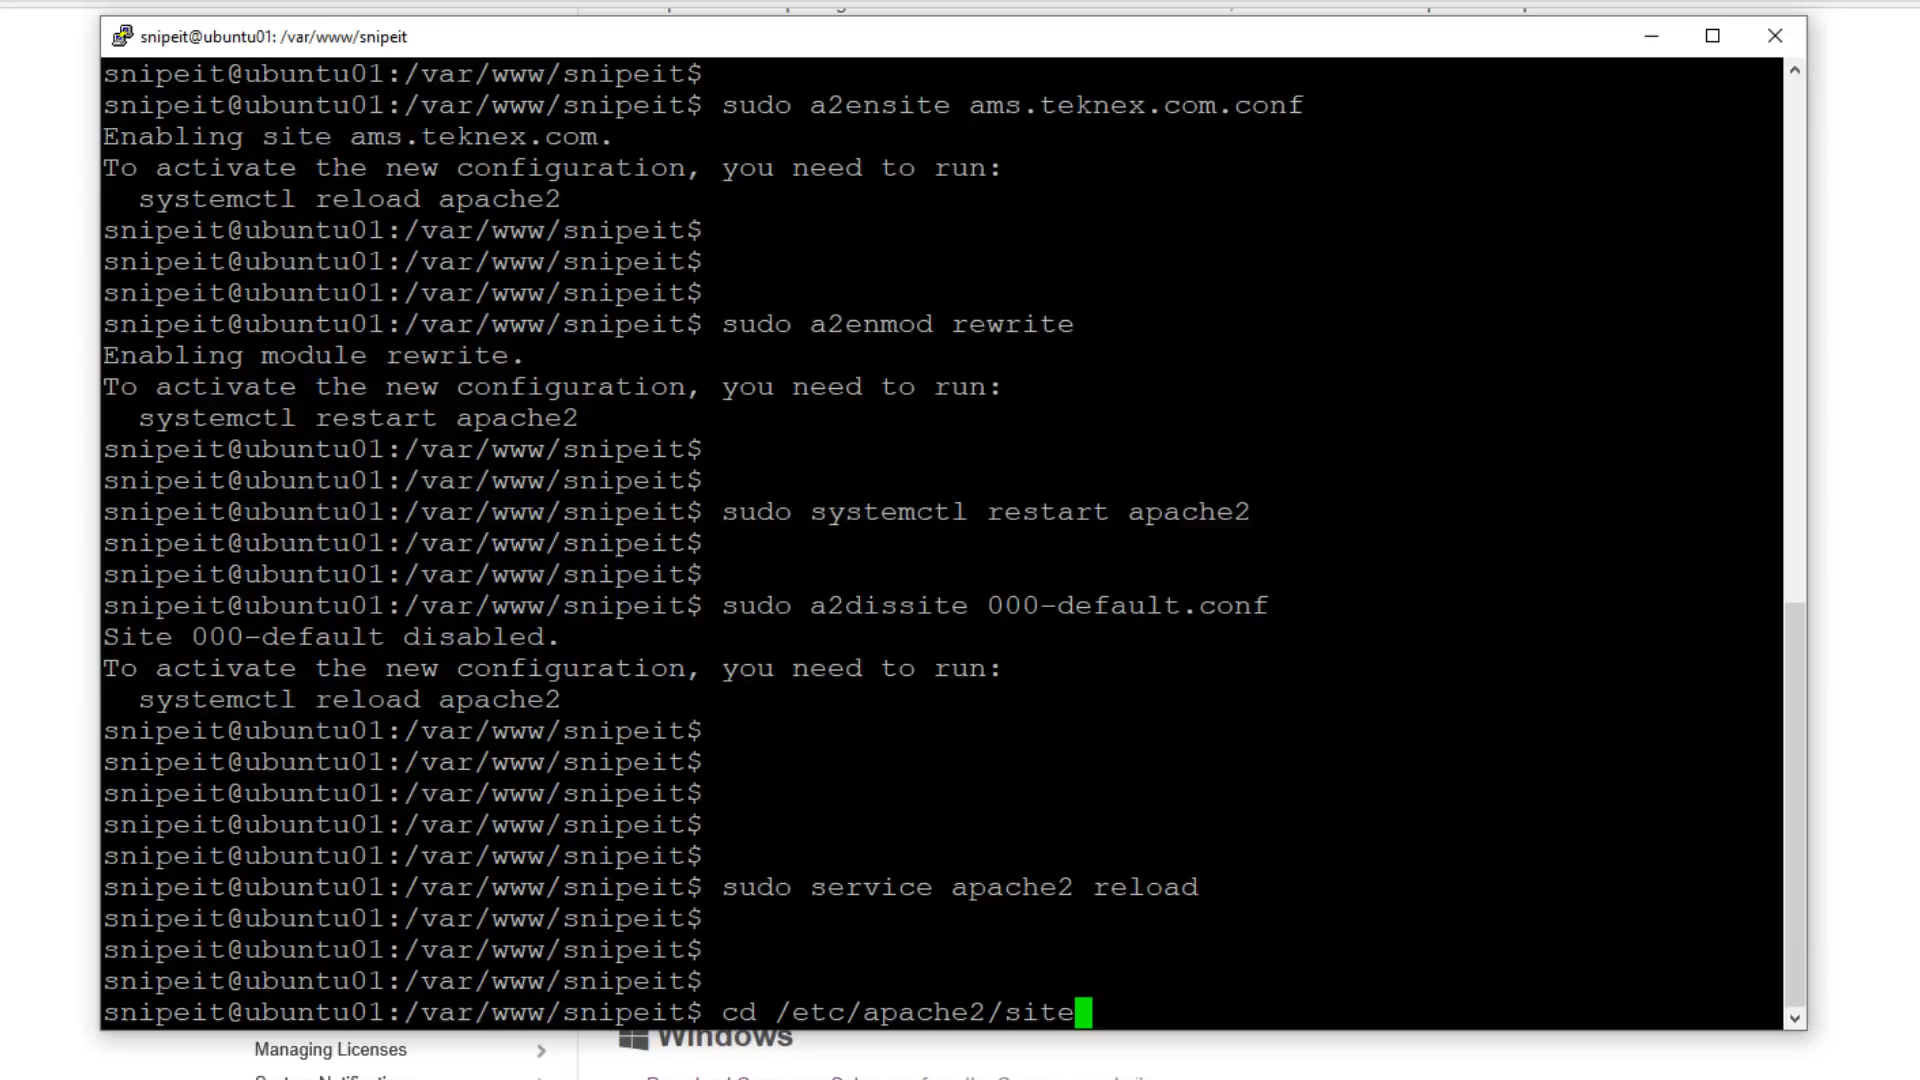 snipeit@ubuntu01: /var/www/snipeit
snipeit@ubuntu01:/var/www/snipeit$
snipeit@ubuntu01:/var/www/snipeit$ sudo a2ensite ams.teknex.com.conf
Enabling site ams.teknex.com.
To activate the new configuration, you need to run:
systemctl reload apache2
snipeit@ubuntu01:/var/www/snipeit$
snipeit@ubuntu01:/var/www/snipeit$
snipeit@ubuntu01:/var/www/snipeit$
snipeit@ubuntu01:/var/www/snipeit$ sudo a2enmod rewrite
Enabling module rewrite.
To activate the new configuration, you need to run:
systemctl restart apache2
snipeit@ubuntu01:/var/www/snipeit$
snipeit@ubuntu01:/var/www/snipeit$
snipeit@ubuntu01:/var/www/snipeit$ sudo systemctl restart apache2
snipeit@ubuntu01:/var/www/snipeit$
snipeit@ubuntu01:/var/www/snipeit$
snipeit@ubuntu01:/var/www/snipeit$ sudo a2dissite 000-default.conf
Site 000-default disabled.
To activate the new configuration, you need to run:
systemctl reload apache2
snipeit@ubuntu01:/var/www/snipeit$
snipeit@ubuntu01:/var/www/snipeit$
snipeit@ubuntu01:/var/www/snipeit$
snipeit@ubuntu01:/var/www/snipeit$
snipeit@ubuntu01:/var/www/snipeit$
snipeit@ubuntu01:/var/www/snipeit$ sudo service apache2 reload
snipeit@ubuntu01:/var/www/snipeit$
snipeit@ubuntu01:/var/www/snipeit$
snipeit@ubuntu01:/var/www/snipeit$
snipeit@ubuntu01:/var/www/snipeit$ cd /etc/apache2/site
Windows
Managing Licenses